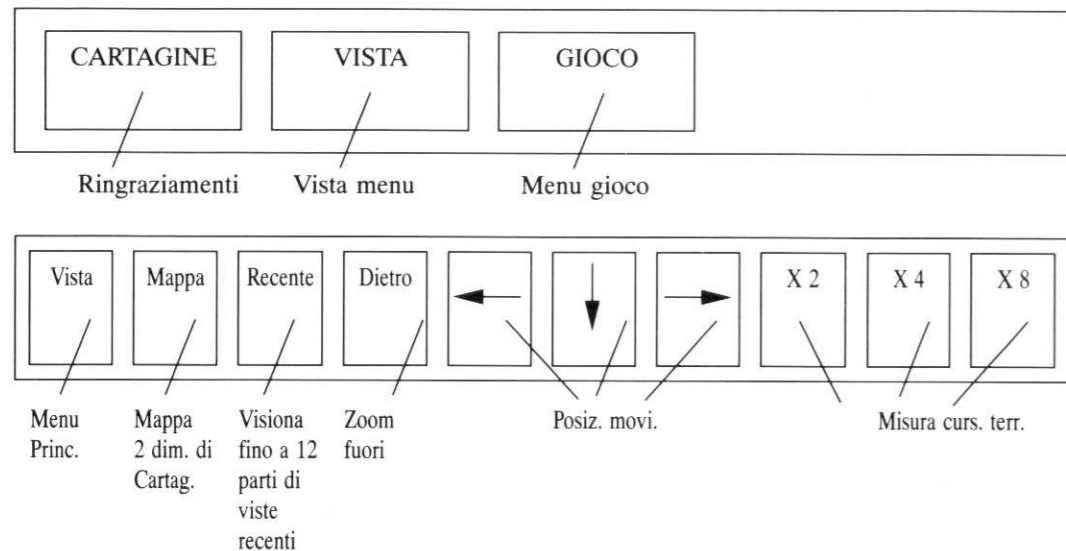 CARTAGINE VISTA GIOCO
Ringraziamenti Vista menu Menu gioco
Vista Mappa Recente Dietro X 2 X 4 X 8
Menu
Princ.
Mappa
2 dim. di
Cartag.
Visiona
fino a 12
parti di
viste
recenti
Zoom
fuori
Posiz. movi.
Misura curs. terr.